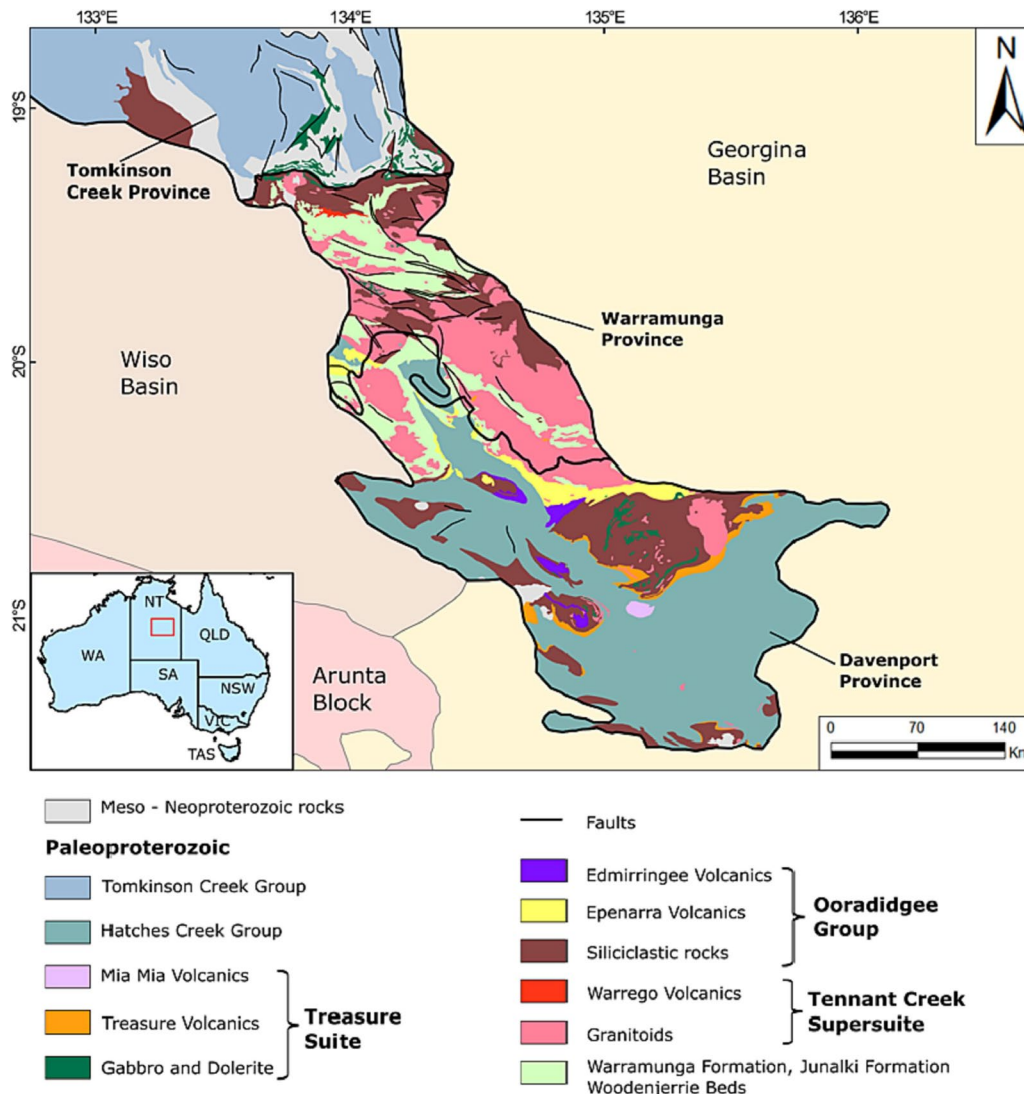 133°E
134°E
135°E
136°E
N
19°S
20°S
21°S
Tomkinson
Creek Province
Georgina
Basin
Warramunga
Province
Wiso
Basin
Arunta
Block
Davenport
Province
NT
WA
QLD
SA
NSW
VIC
TAS
0 70 140
Km
Meso - Neoproterozoic rocks
Paleoproterozoic
Tomkinson Creek Group
Hatches Creek Group
Mia Mia Volcanics
Treasure Volcanics
Gabbro and Dolerite
Treasure
Suite
Faults
Edmirringee Volcanics
Epenarra Volcanics
Siliciclastic rocks
Ooradidgee
Group
Warrego Volcanics
Granitoids
Tennant Creek
Supersuite
Warramunga Formation, Junalki Formation
Woodenjerrie Beds